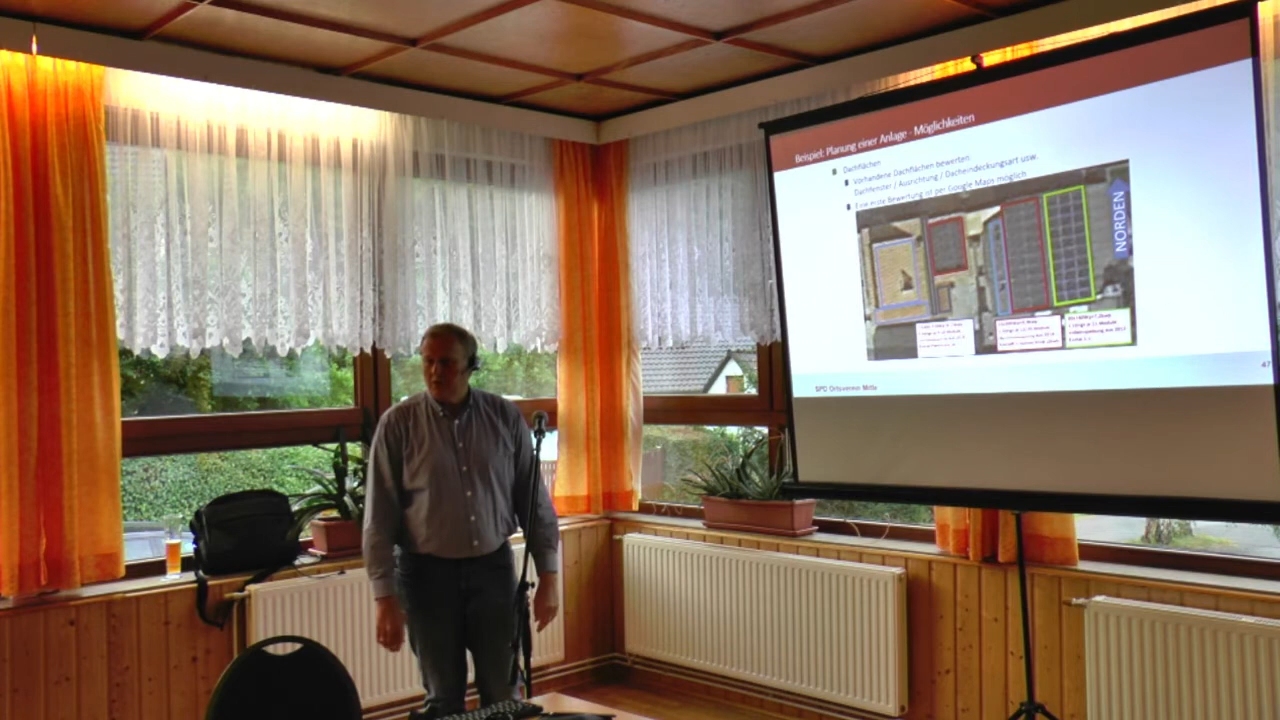 Beispiel: Planung einer Anlage - Möglichkeiten
Dachflächen
Vorhandene Dachflächen bewerten:
Dachfenster / Ausrichtung / Dacheindeckungsart usw.
Eine erste Bewertung ist per Google Maps möglich
NORDEN
SPD Ortsverein Mitte
47